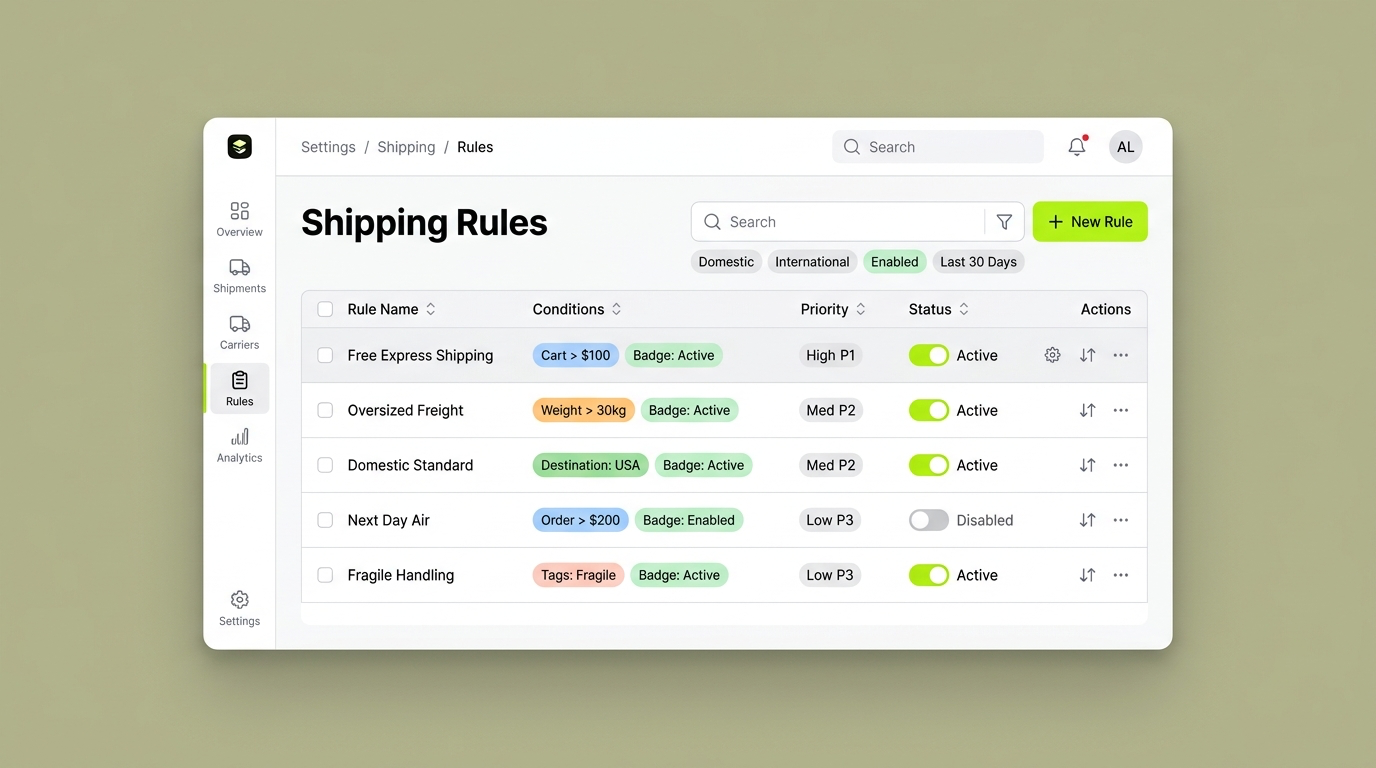 Settings / Shipping / Rules
Search
AL
Overview
Shipments
Carriers
Rules
Analytics
Settings
Shipping Rules
Search
+ New Rule
Domestic International Enabled Last 30 Days
Rule Name Conditions Priority Status Actions
Free Express Shipping Cart > $100 Badge: Active High P1 Active
Oversized Freight Weight > 30kg Badge: Active Med P2 Active
Domestic Standard Destination: USA Badge: Active Med P2 Active
Next Day Air Order > $200 Badge: Enabled Low P3 Disabled
Fragile Handling Tags: Fragile Badge: Active Low P3 Active